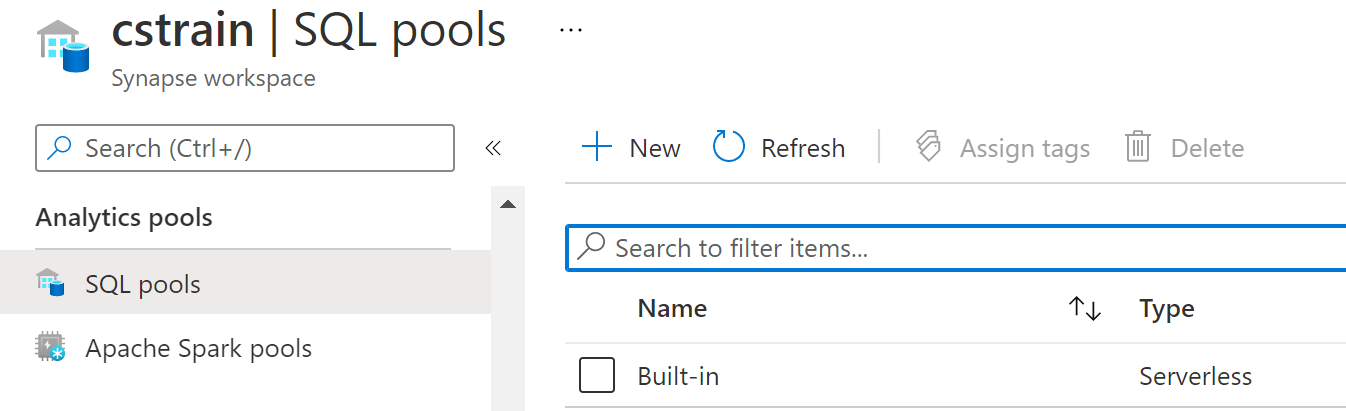 cstrain | SQL pools ...
Synapse workspace
Search (Ctrl+/)
«
New
Refresh
Assign tags
Delete
Analytics pools
SQL pools
Apache Spark pools
Search to filter items...
Name
Type
Built-in
Serverless